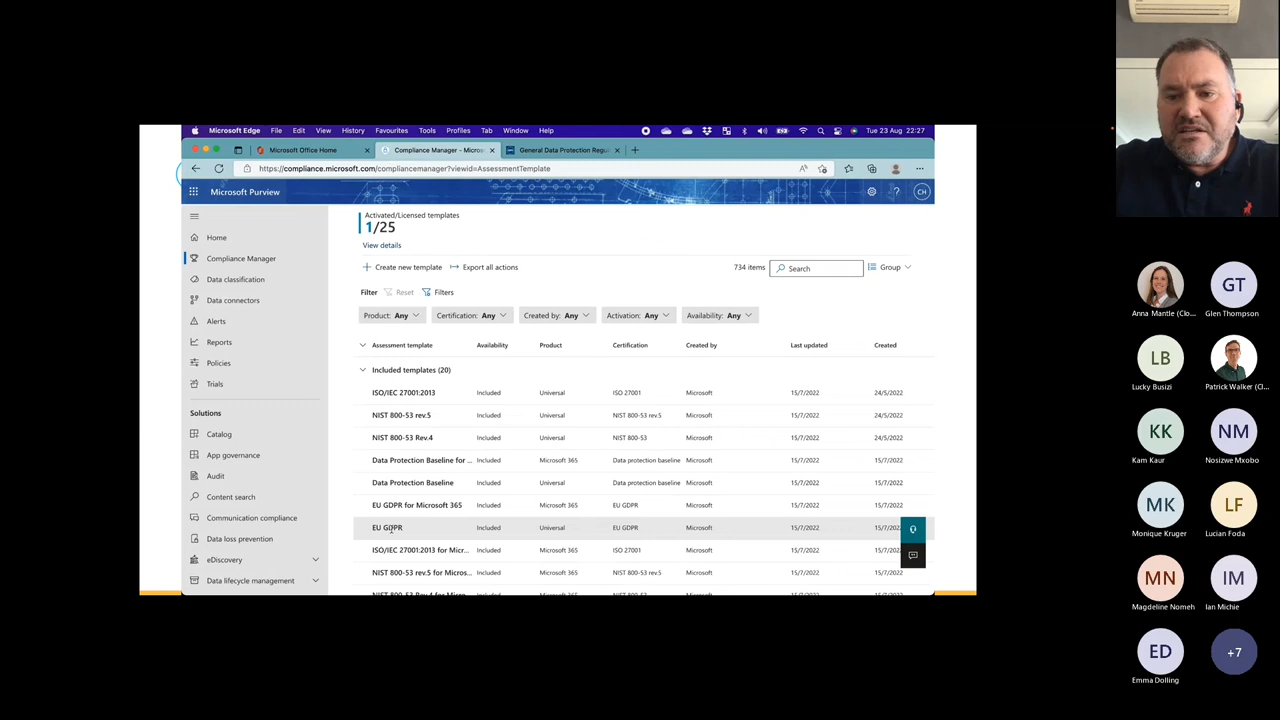 Microsoft Edge File Edit View History Favourites Tools Profiles Tab Window Help Tue 23 Aug 22:27
Microsoft Office Home Compliance Manager - Micros General Data Protection Regu
https://compliance.microsoft.com/compliancemanager?viewid=AssessmentTemplate
Microsoft Purview CH
Home
Compliance Manager
Data classification
Data connectors
Alerts
Reports
Policies
Trials
Solutions
Catalog
App governance
Audit
Content search
Communication compliance
Data loss prevention
eDiscovery
Data lifecycle management
Activated/Licensed templates
1/25
View details
Create new template Export all actions 734 items Search Group
Filter Reset Filters
Product: Any Certification: Any Created by: Any Activation: Any Availability: Any
Assessment template Availability Product Certification Created by Last updated Created
Included templates (20)
ISO/IEC 27001:2013 Included Universal ISO 27001 Microsoft 15/7/2022 24/5/2022
NIST 800-53 rev.5 Included Universal NIST 800-53 rev.5 Microsoft 15/7/2022 24/5/2022
NIST 800-53 Rev.4 Included Universal NIST 800-53 Microsoft 15/7/2022 24/5/2022
Data Protection Baseline for ... Included Microsoft 365 Data protection baseline Microsoft 15/7/2022 15/7/2022
Data Protection Baseline Included Universal Data protection baseline Microsoft 15/7/2022 15/7/2022
EU GDPR for Microsoft 365 Included Microsoft 365 EU GDPR Microsoft 15/7/2022 15/7/2022
EU GDPR Included Universal EU GDPR Microsoft 15/7/2022 15/7/2022
ISO/IEC 27001:2013 for Micr... Included Microsoft 365 ISO 27001 Microsoft 15/7/2022 15/7/2022
NIST 800-53 rev.5 for Micros... Included Microsoft 365 NIST 800-53 rev.5 Microsoft 15/7/2022 15/7/2022
GT
Anna Mantle (Clo... Glen Thompson
LB
Lucky Busizi Patrick Walker (Cl...
KK NM
Kam Kaur Nosizwe Mxobo
MK LF
Monique Kruger Lucian Foda
MN IM
Magdeline Nomeh Ian Michie
ED +7
Emma Dolling